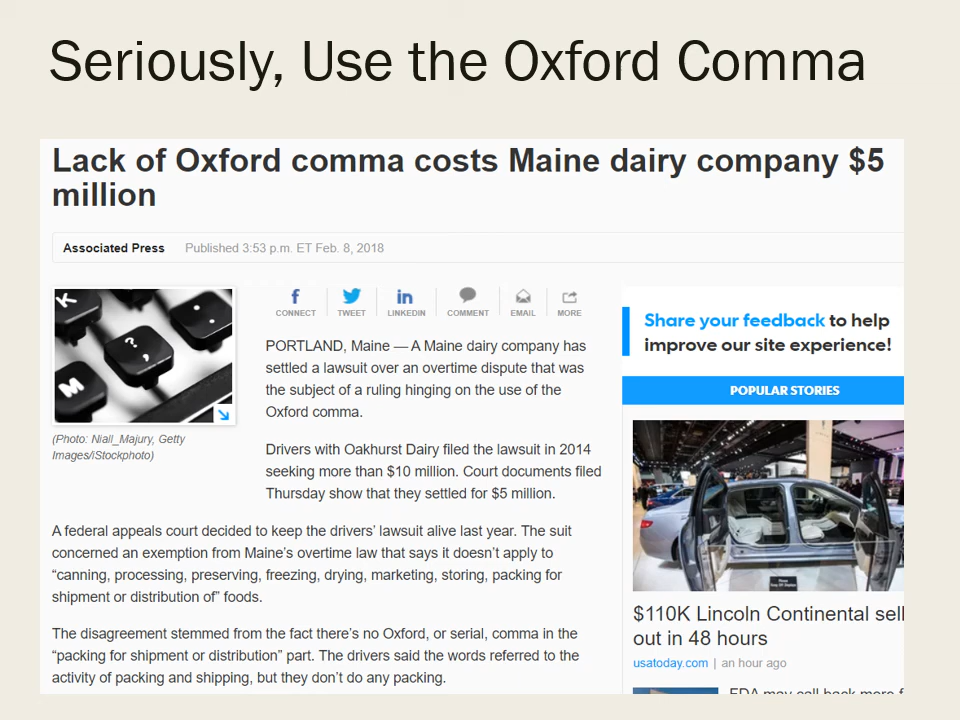 Seriously, Use the Oxford Comma
Lack of Oxford comma costs Maine dairy company $5
million
Associated Press Published 3:53 p.m. ET Feb. 8, 2018
K
? ,
M
CONNECT TWEET LINKEDIN COMMENT EMAIL MORE
(Photo: Niall_Majury, Getty
Images/iStockphoto)
PORTLAND, Maine — A Maine dairy company has
settled a lawsuit over an overtime dispute that was
the subject of a ruling hinging on the use of the
Oxford comma.
Drivers with Oakhurst Dairy filed the lawsuit in 2014
seeking more than $10 million. Court documents filed
Thursday show that they settled for $5 million.
A federal appeals court decided to keep the drivers’ lawsuit alive last year. The suit
concerned an exemption from Maine’s overtime law that says it doesn’t apply to
“canning, processing, preserving, freezing, drying, marketing, storing, packing for
shipment or distribution of” foods.
The disagreement stemmed from the fact there’s no Oxford, or serial, comma in the
“packing for shipment or distribution” part. The drivers said the words referred to the
activity of packing and shipping, but they don’t do any packing.
Share your feedback to help
improve our site experience!
POPULAR STORIES
$110K Lincoln Continental sell
out in 48 hours
usatoday.com | an hour ago
FDA may call back more f